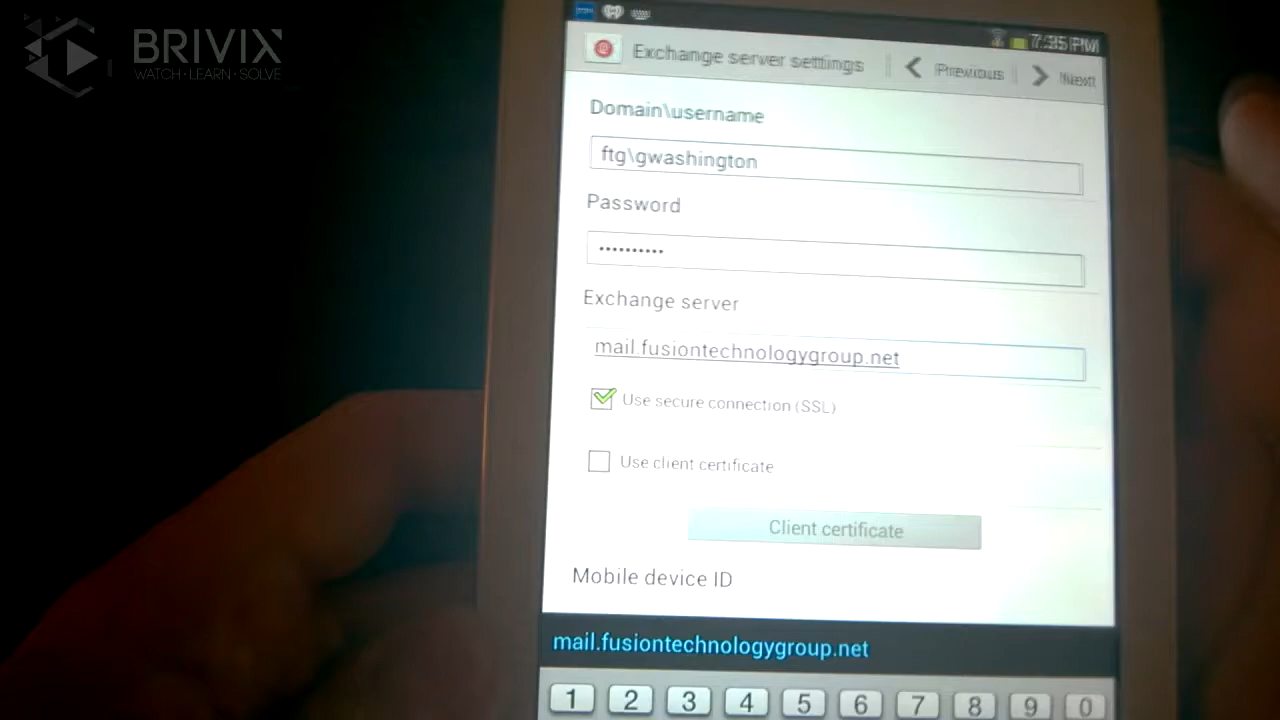 BRIVIX
WATCH · LEARN · SOLVE
7:35 PM
Exchange server settings
Previous
Next
Domain\username
ftg\gwashington
Password
••••••••••
Exchange server
mail.fusiontechnologygroup.net
Use secure connection (SSL)
Use client certificate
Client certificate
Mobile device ID
mail.fusiontechnologygroup.net
1 2 3 4 5 6 7 8 9 0